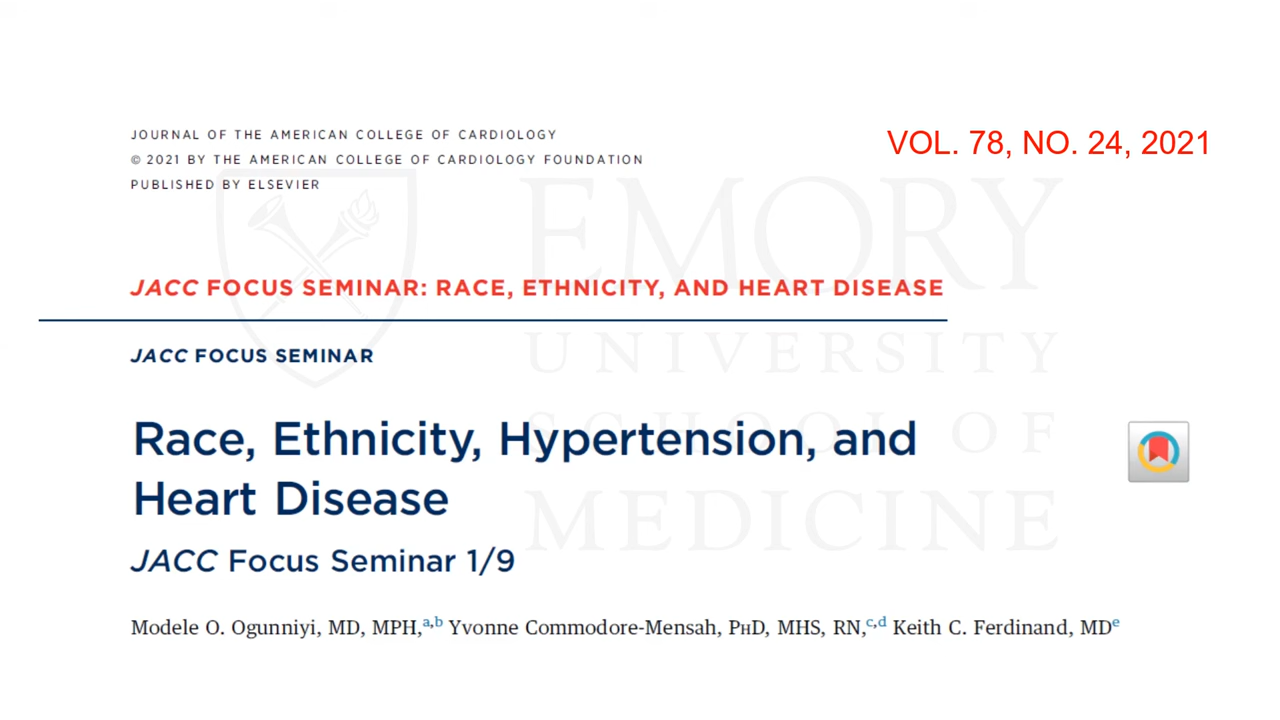 JOURNAL OF THE AMERICAN COLLEGE OF CARDIOLOGY
VOL. 78, NO. 24, 2021
© 2021 BY THE AMERICAN COLLEGE OF CARDIOLOGY FOUNDATION
PUBLISHED BY ELSEVIER
EMORY
JACC FOCUS SEMINAR: RACE, ETHNICITY, AND HEART DISEASE
UNIVERSITY
JACC FOCUS SEMINAR
SCHOOL OF
Race, Ethnicity, Hypertension, and
Heart Disease
MEDICINE
JACC Focus Seminar 1/9
Modele O. Ogunniyi, MD, MPH,a,b Yvonne Commodore-Mensah, PHD, MHS, RN,c,d Keith C. Ferdinand, MDe